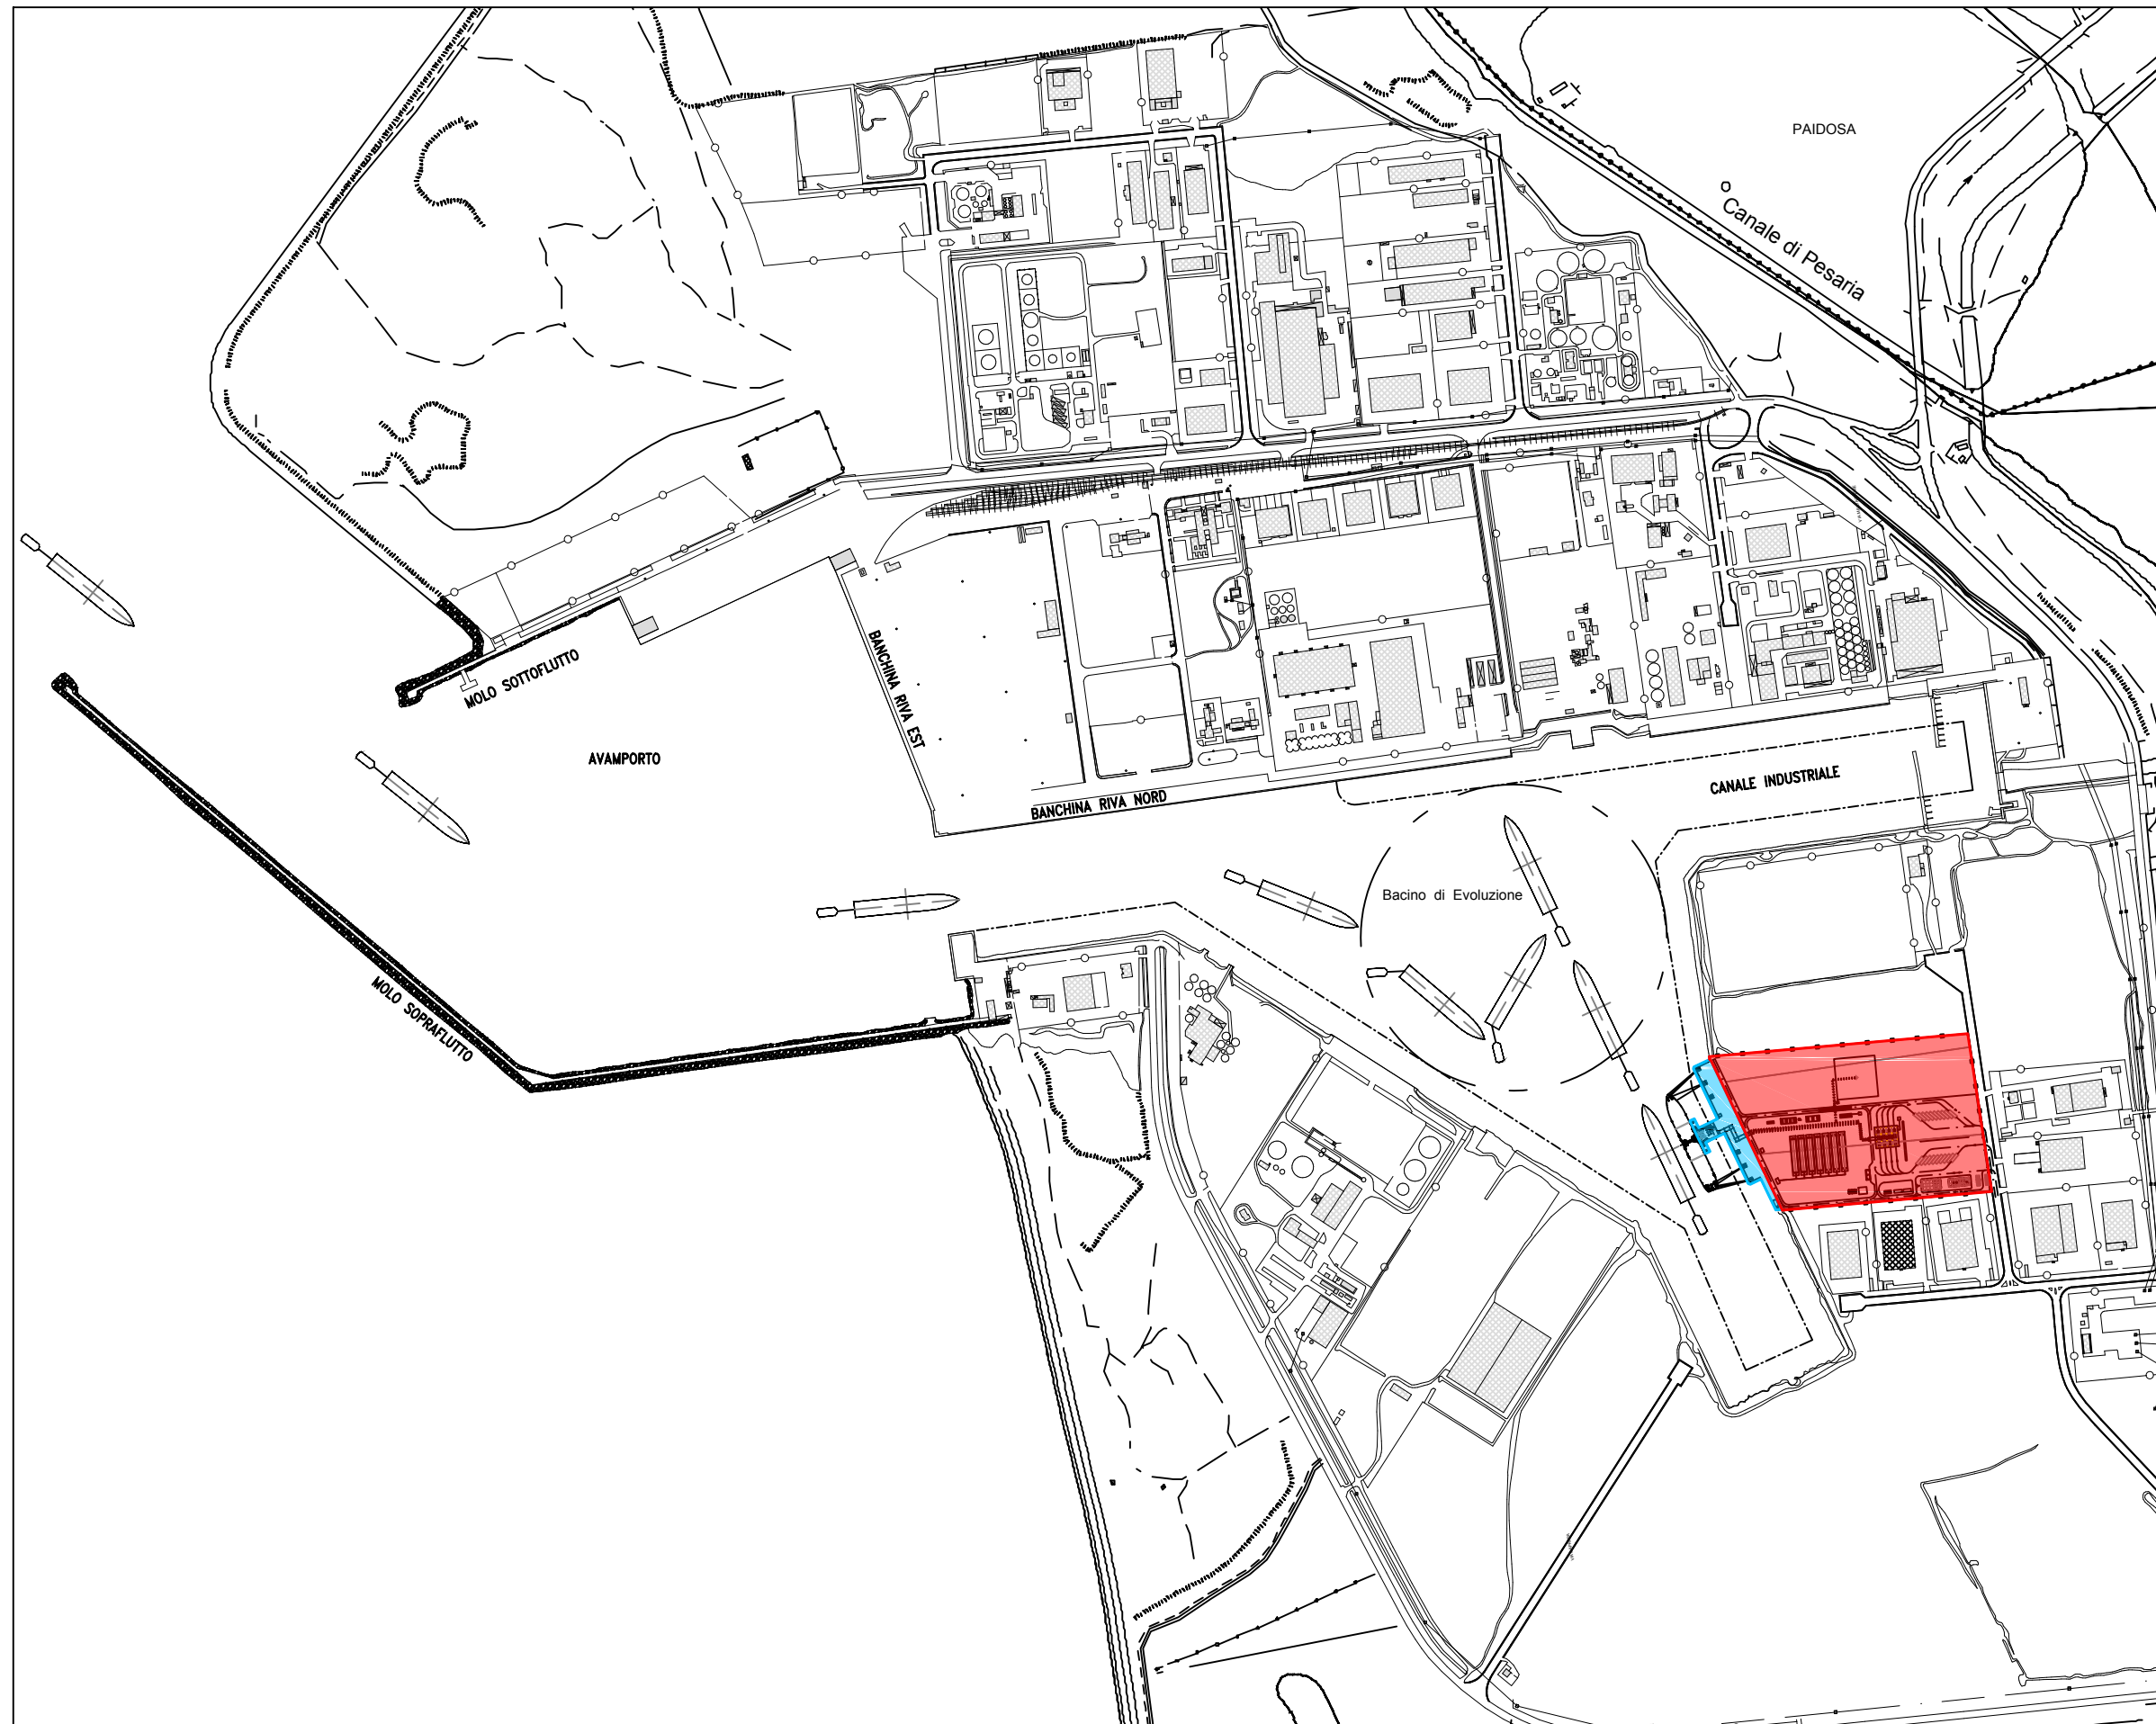 PAIDOSA
Canale di Pesaria
MOLO SOTTOFLUTTO
BANCHINA RIVA EST
AVAMPORTO
BANCHINA RIVA NORD
CANALE INDUSTRIALE
Bacino di Evoluzione
MOLO SOPRAFLUTTO